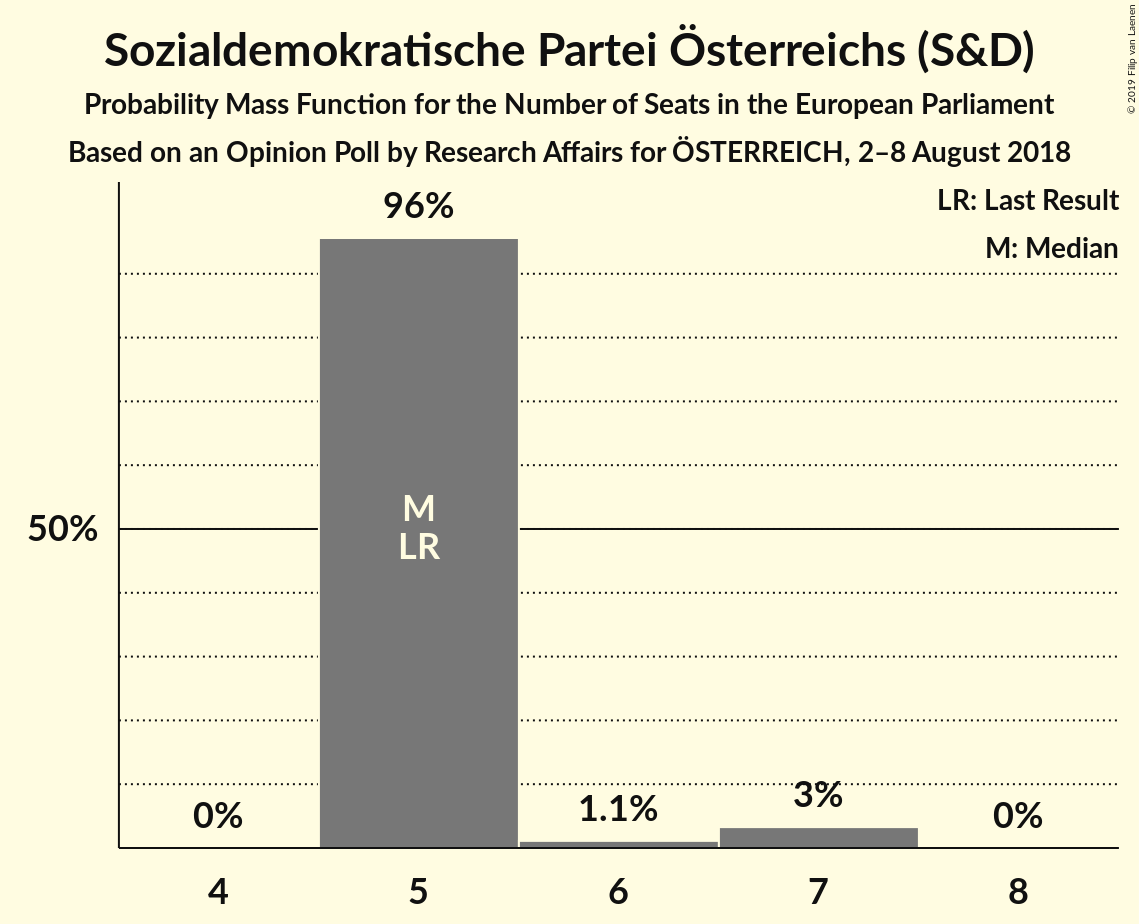 Sozialdemokratische Partei Österreichs (S&D)
Probability Mass Function for the Number of Seats in the European Parliament
Based on an Opinion Poll by Research Affairs for ÖSTERREICH, 2–8 August 2018
© 2019 Filip van Laenen
LR: Last Result
M: Median
96%
50%
M
LR
0%
1.1%
3%
0%
4
5
6
7
8